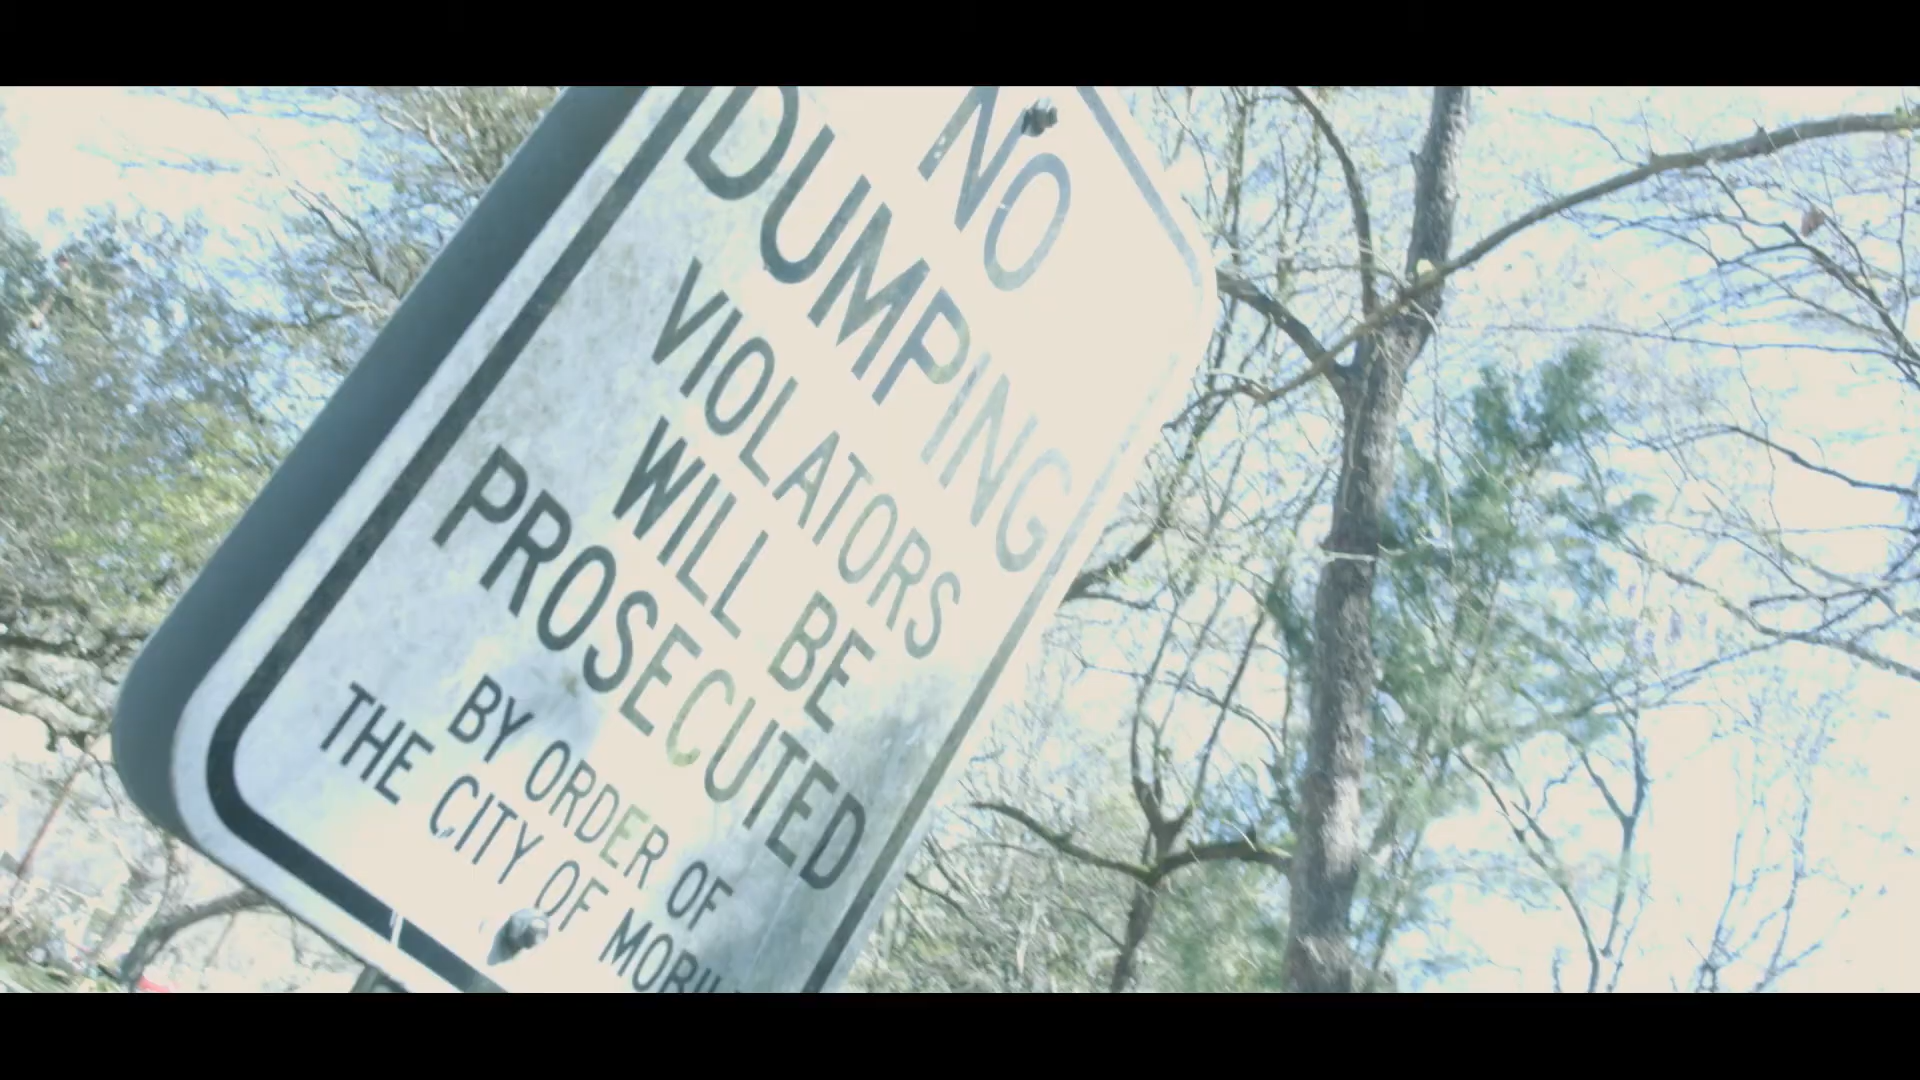 NO
DUMPING
VIOLATORS
WILL BE
PROSECUTED
BY ORDER OF
THE CITY OF